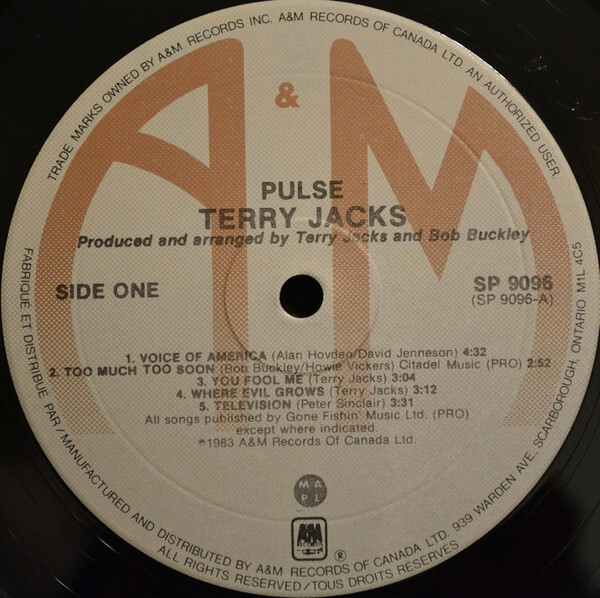 TRADE MARKS OWNED BY A&M RECORDS INC. A&M RECORDS OF CANADA LTD. AN AUTHORIZED USER.
A & M
PULSE
TERRY JACKS
Produced and arranged by Terry Jacks and Bob Buckley
SIDE ONE
SP 9096
(SP 9096-A)
1. VOICE OF AMERICA (Alan Hovden/David Jenneson) 4:32
2. TOO MUCH TOO SOON (Bob Buckley/Howie Vickers) Citadel Music (PRO) 2:52
3. YOU FOOL ME (Terry Jacks) 3:04
4. WHERE EVIL GROWS (Terry Jacks) 3:12
5. TELEVISION (Peter Sinclair) 3:31
All songs published by Gone Fishin' Music Ltd. (PRO)
except where indicated.
℗1983 A&M Records Of Canada Ltd.
M A
P L
A&M
®
FABRIQUE ET DISTRIBUÉ PAR / MANUFACTURED AND DISTRIBUTED BY A&M RECORDS OF CANADA LTD. 939 WARDEN AVE, SCARBOROUGH, ONTARIO M1L 4C5
ALL RIGHTS RESERVED / TOUS DROITS RESERVÉS